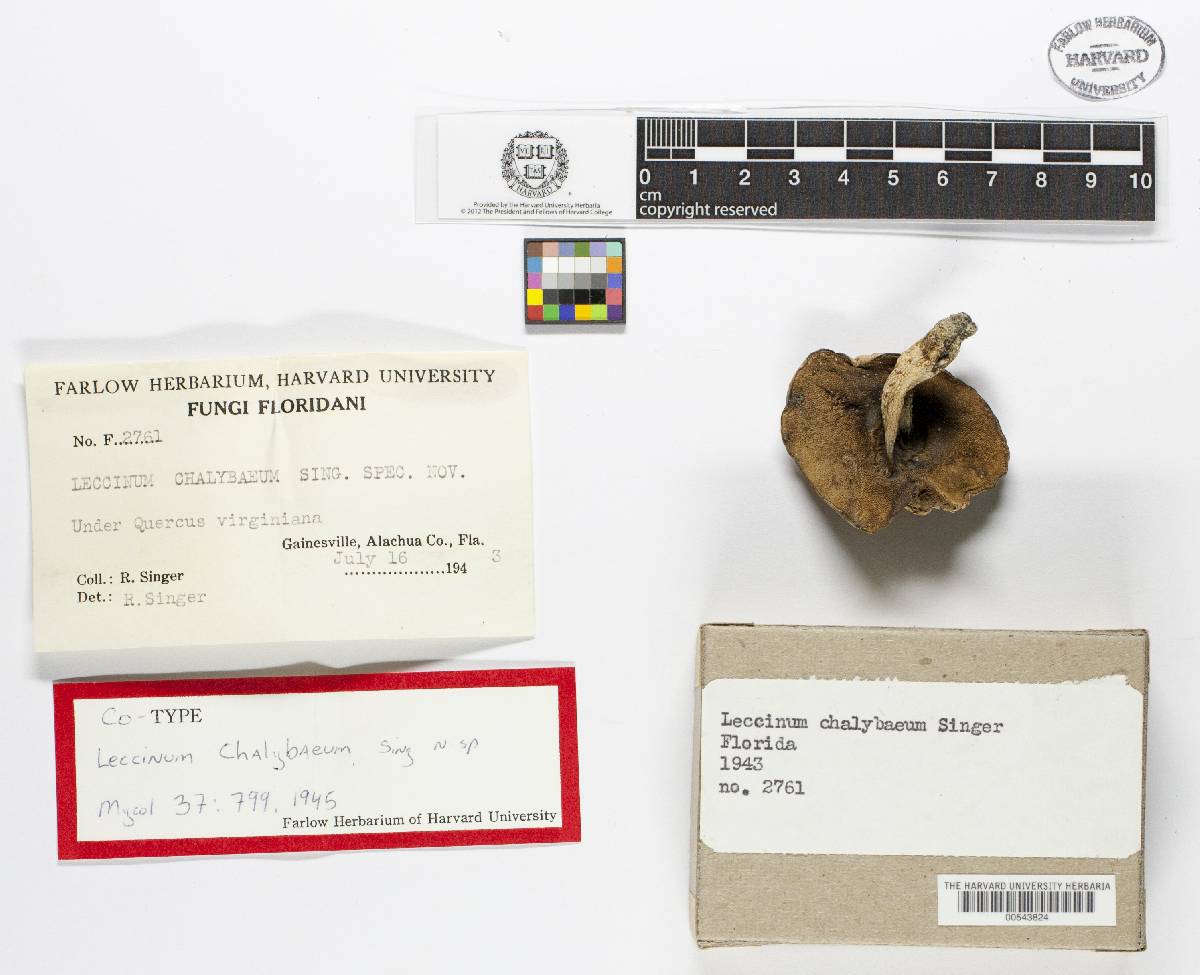 FARLOW HERBARIUM
HARVARD
UNIVERSITY
HARVARD
Provided by the Harvard University Herbaria
© 2012 The President and Fellows of Harvard College
0 1 2 3 4 5 6 7 8 9 10
cm
copyright reserved
FARLOW HERBARIUM, HARVARD UNIVERSITY
FUNGI FLORIDANI
No. F. 2761
LECCINUM CHALYBAEUM SING. SPEC. NOV.
Under Quercus virginiana
Gainesville, Alachua Co., Fla.
July 16 1943
Coll.: R. Singer
Det.: R. Singer
Co-TYPE
Leccinum Chalybaeum, Sing N sp
Mycol 37: 799, 1945
Farlow Herbarium of Harvard University
Leccinum chalybaeum Singer
Florida
1943
no. 2761
THE HARVARD UNIVERSITY HERBARIA
00543824